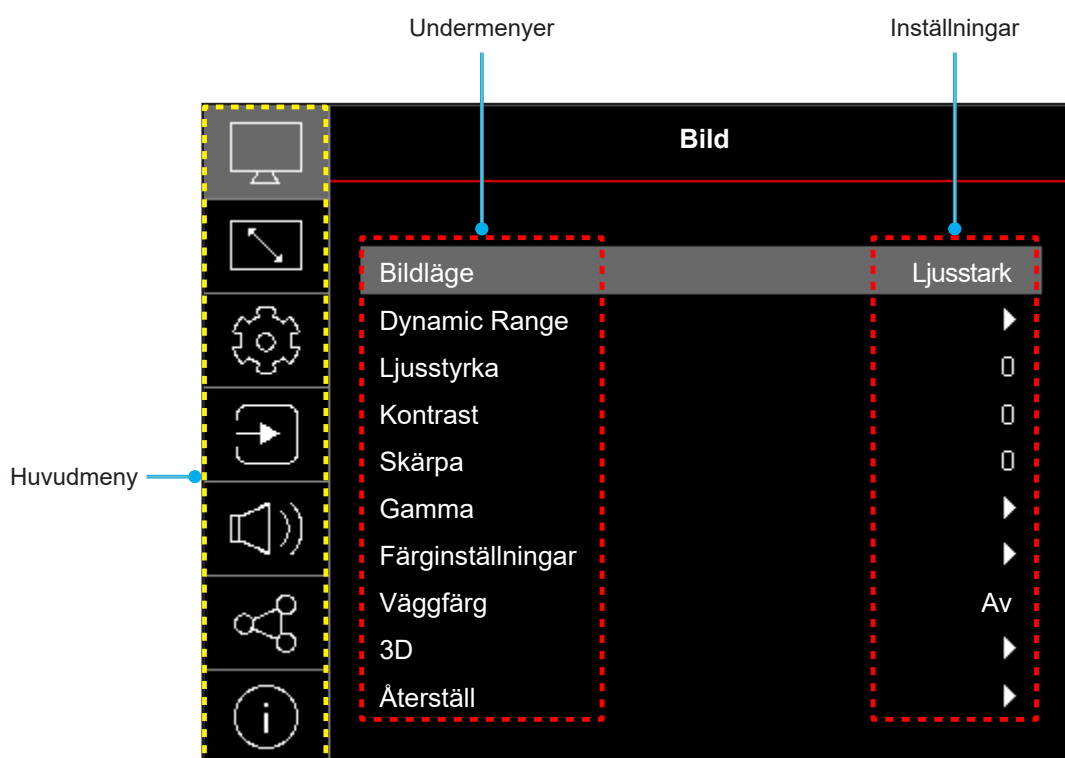 Undermenyer Inställningar
Bild
Bildläge Ljusstark
Dynamic Range
Ljusstyrka 0
Kontrast 0
Skärpa 0
Huvudmeny
Gamma
Färginställningar
Väggfärg Av
3D
Återställ
i